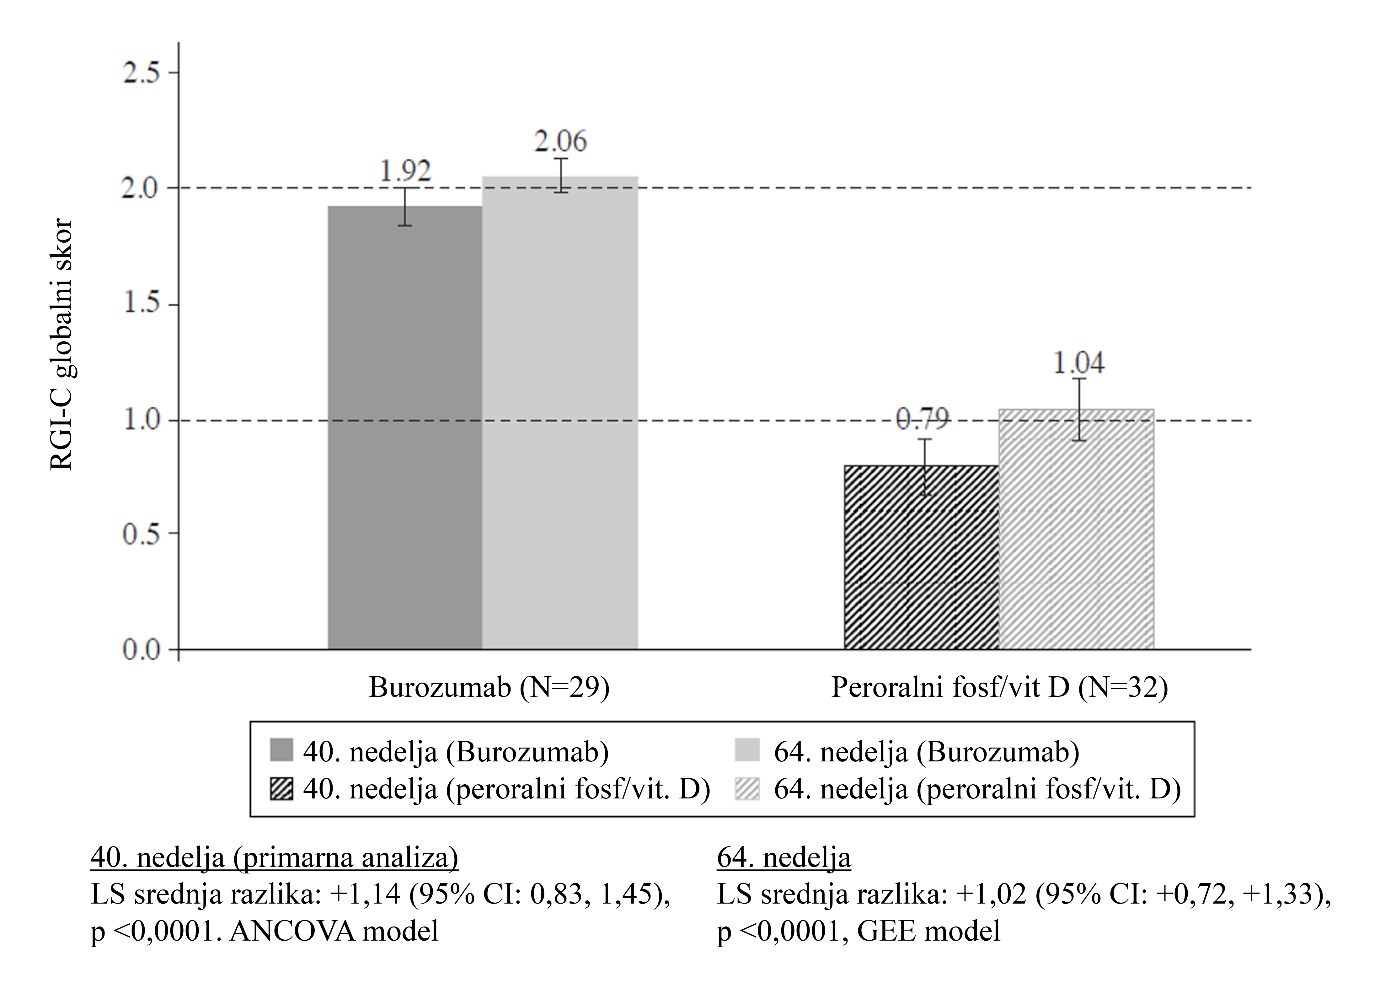 2.5
2.0
1.5
1.0
0.5
0.0
RGI-C globalni skor
1.92
2.06
0.79
1.04
Burozumab (N=29)
Peroralni fosf/vit D (N=32)
40. nedelja (Burozumab)
64. nedelja (Burozumab)
40. nedelja (peroralni fosf/vit. D)
64. nedelja (peroralni fosf/vit. D)
40. nedelja (primarna analiza)
LS srednja razlika: +1,14 (95% CI: 0,83, 1,45),
p <0,0001. ANCOVA model
64. nedelja
LS srednja razlika: +1,02 (95% CI: +0,72, +1,33),
p <0,0001, GEE model